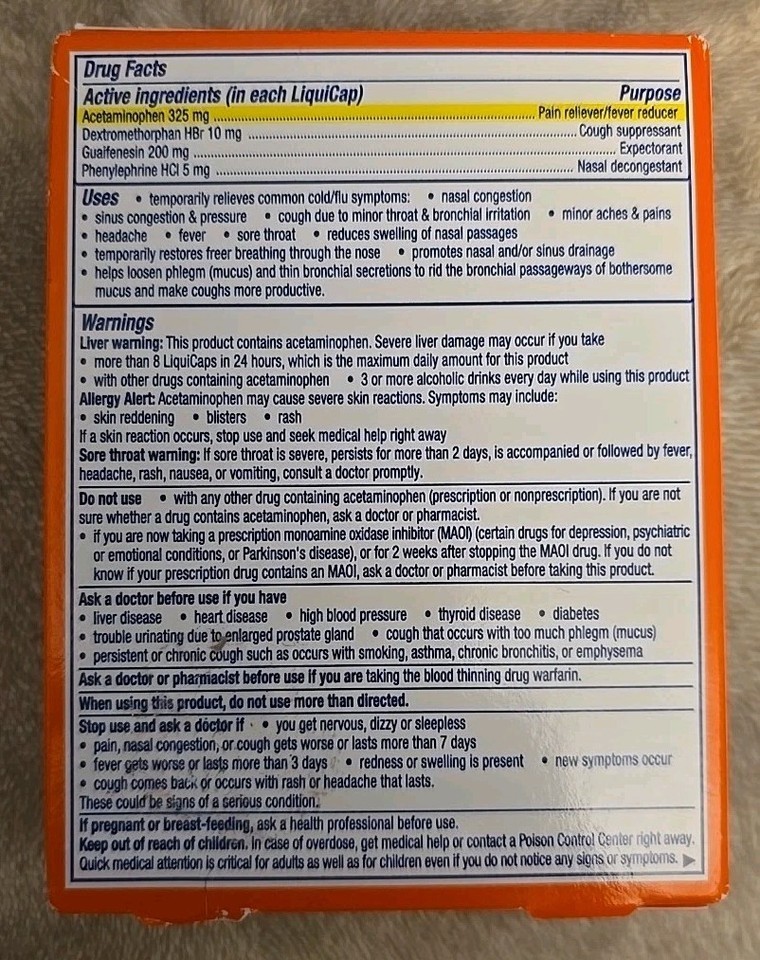 Drug Facts
Active ingredients (in each LiquiCap) Purpose
Acetaminophen 325 mg ........ Pain reliever/fever reducer
Dextromethorphan HBr 10 mg ........ Cough suppressant
Guaifenesin 200 mg ........ Expectorant
Phenylephrine HCl 5 mg ........ Nasal decongestant
Uses • temporarily relieves common cold/flu symptoms: • nasal congestion
• sinus congestion & pressure • cough due to minor throat & bronchial irritation • minor aches & pains
• headache • fever • sore throat • reduces swelling of nasal passages
• temporarily restores freer breathing through the nose • promotes nasal and/or sinus drainage
• helps loosen phlegm (mucus) and thin bronchial secretions to rid the bronchial passageways of bothersome
mucus and make coughs more productive.
Warnings
Liver warning: This product contains acetaminophen. Severe liver damage may occur if you take
• more than 8 LiquiCaps in 24 hours, which is the maximum daily amount for this product
• with other drugs containing acetaminophen • 3 or more alcoholic drinks every day while using this product
Allergy Alert: Acetaminophen may cause severe skin reactions. Symptoms may include:
• skin reddening • blisters • rash
If a skin reaction occurs, stop use and seek medical help right away
Sore throat warning: If sore throat is severe, persists for more than 2 days, is accompanied or followed by fever,
headache, rash, nausea, or vomiting, consult a doctor promptly.
Do not use • with any other drug containing acetaminophen (prescription or nonprescription). If you are not
sure whether a drug contains acetaminophen, ask a doctor or pharmacist.
• if you are now taking a prescription monoamine oxidase inhibitor (MAOI) (certain drugs for depression, psychiatric
or emotional conditions, or Parkinson's disease), or for 2 weeks after stopping the MAOI drug. If you do not
know if your prescription drug contains an MAOI, ask a doctor or pharmacist before taking this product.
Ask a doctor before use if you have
• liver disease • heart disease • high blood pressure • thyroid disease • diabetes
• trouble urinating due to enlarged prostate gland • cough that occurs with too much phlegm (mucus)
• persistent or chronic cough such as occurs with smoking, asthma, chronic bronchitis, or emphysema
Ask a doctor or pharmacist before use if you are taking the blood thinning drug warfarin.
When using this product, do not use more than directed.
Stop use and ask a doctor if • you get nervous, dizzy or sleepless
• pain, nasal congestion, or cough gets worse or lasts more than 7 days
• fever gets worse or lasts more than 3 days • redness or swelling is present • new symptoms occur
• cough comes back or occurs with rash or headache that lasts.
These could be signs of a serious condition.
If pregnant or breast-feeding, ask a health professional before use.
Keep out of reach of children. In case of overdose, get medical help or contact a Poison Control Center right away.
Quick medical attention is critical for adults as well as for children even if you do not notice any signs or symptoms. ▶